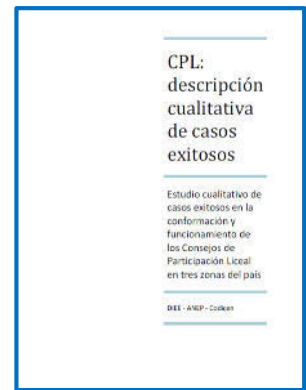 CPL:
descripción
cualitativa
de casos
exitosos
Estudio cualitativo de
casos exitosos en la
conformación y
funcionamiento de
los Consejos de
Participación Liceal
en tres zonas del país
DIEE - ANEP - Codicen